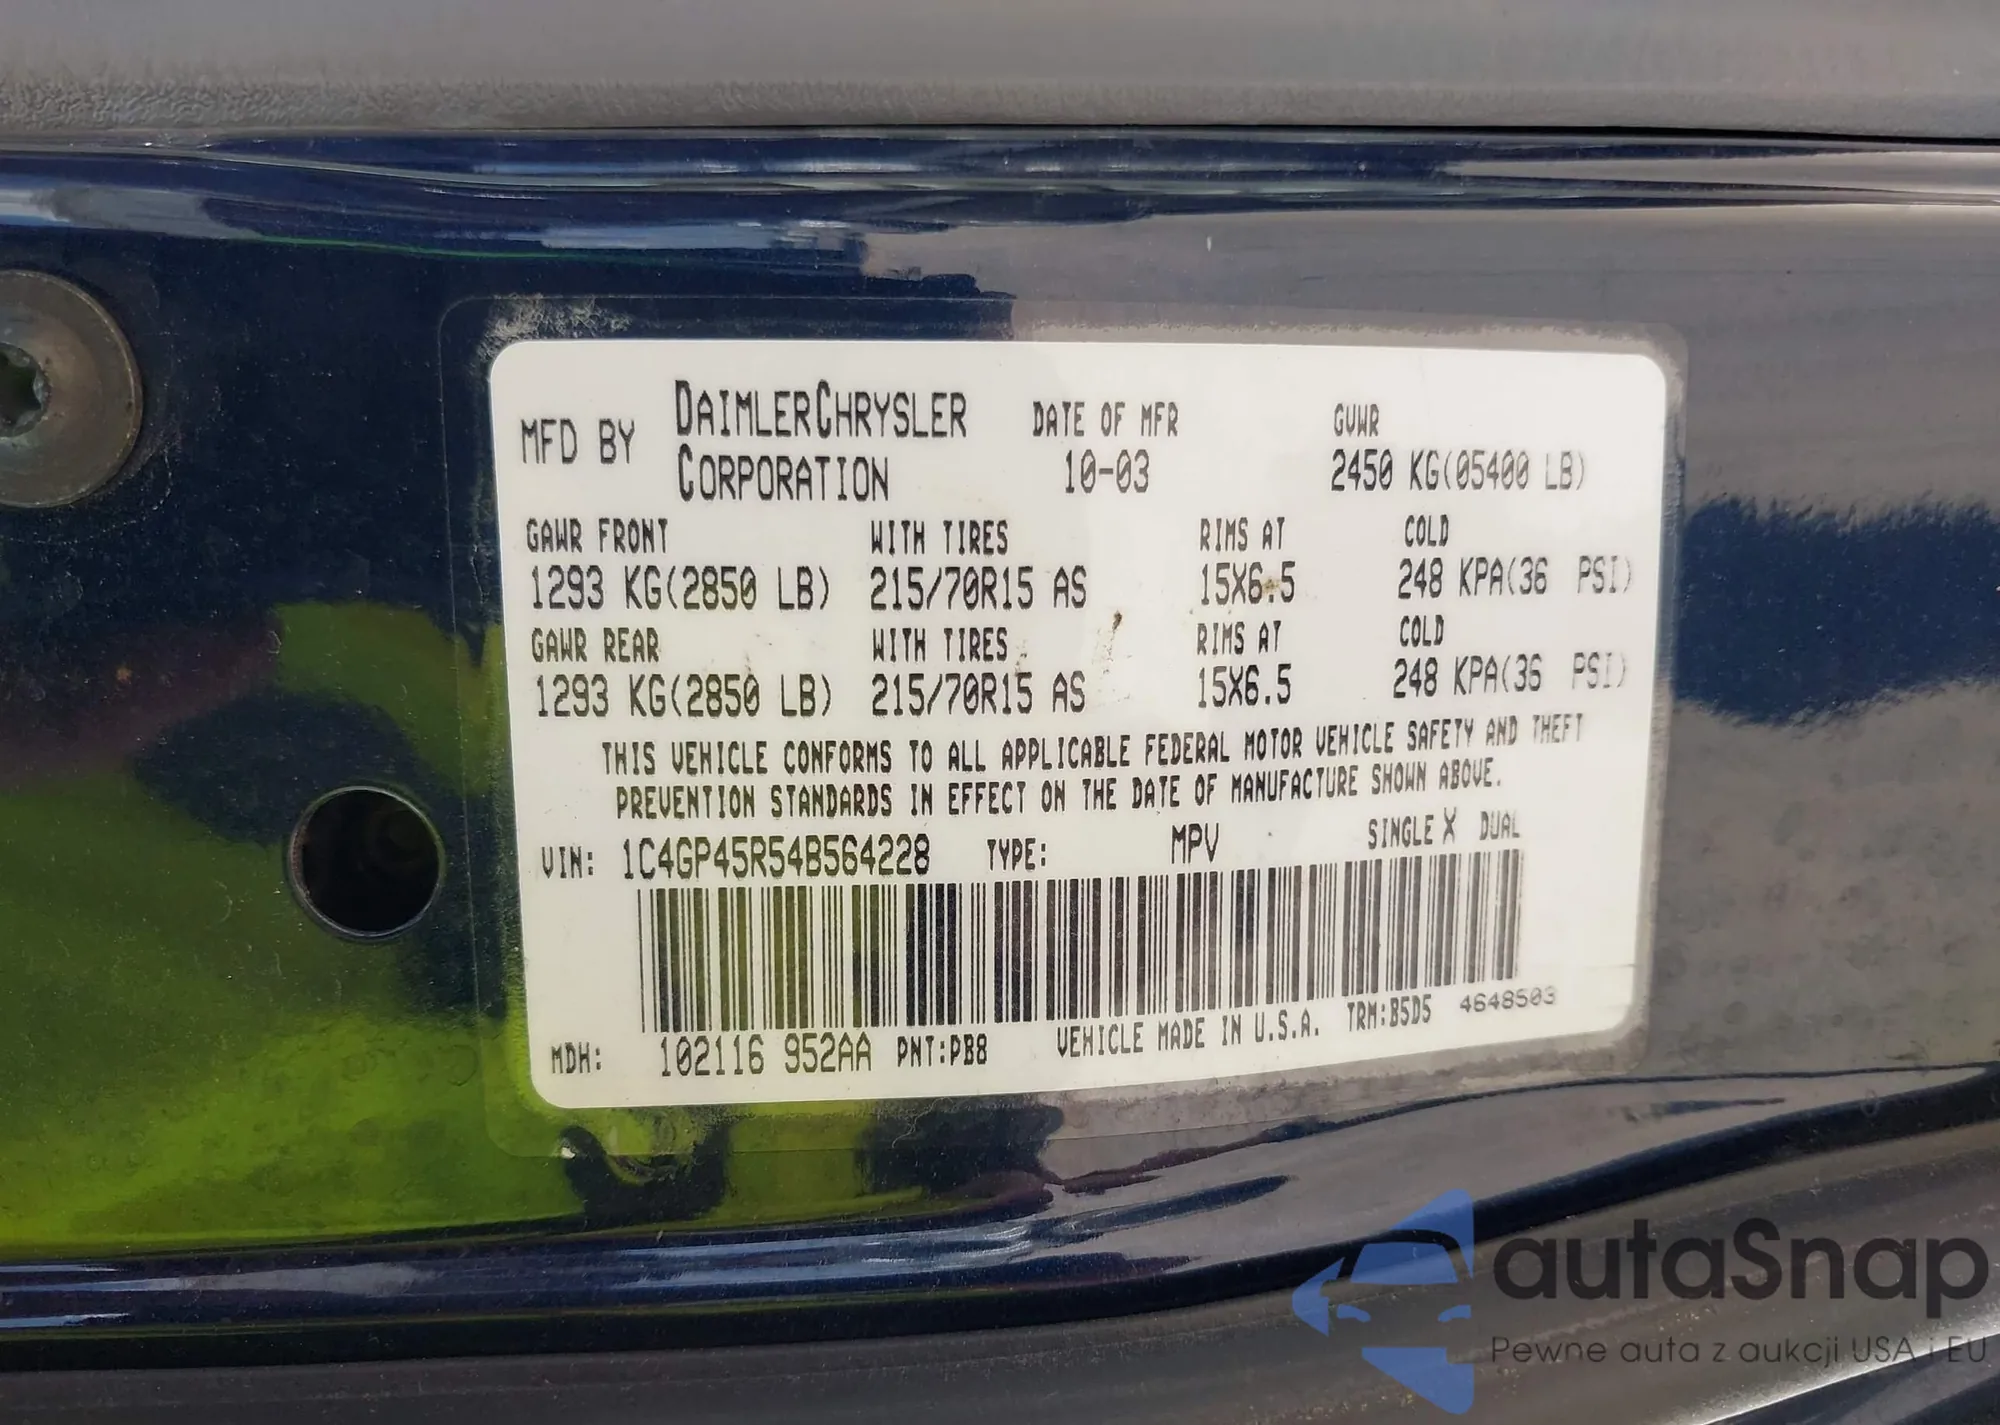 MFD BY DAIMLERCHRYSLER CORPORATION DATE OF MFR 10-03 GVWR 2450 KG(05400 LB)
GAWR FRONT WITH TIRES RIMS AT COLD
1293 KG(2850 LB) 215/70R15 AS 15X6.5 248 KPA(36 PSI)
GAWR REAR WITH TIRES RIMS AT COLD
1293 KG(2850 LB) 215/70R15 AS 15X6.5 248 KPA(36 PSI)
THIS VEHICLE CONFORMS TO ALL APPLICABLE FEDERAL MOTOR VEHICLE SAFETY AND THEFT
PREVENTION STANDARDS IN EFFECT ON THE DATE OF MANUFACTURE SHOWN ABOVE.
VIN: 1C4GP45R54B564228 TYPE: MPV SINGLE X DUAL
MDH: 102116 952AA PNT:PB8 VEHICLE MADE IN U.S.A. TRM:B5D5 4648503
autaSnap
Pewne auta z aukcji USA i EU